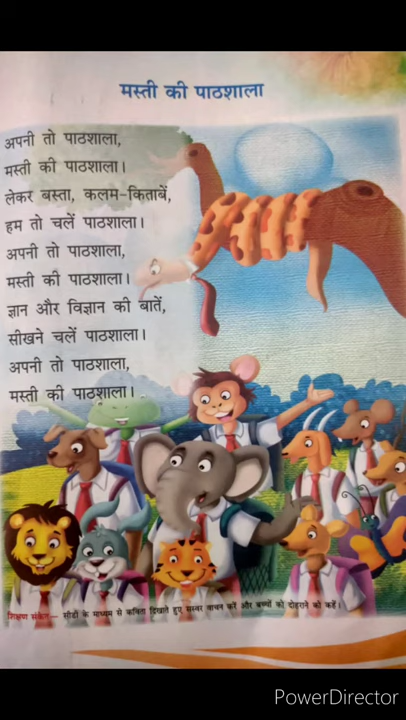 मस्ती की पाठशाला
अपनी तो पाठशाला,
मस्ती की पाठशाला।
लेकर बस्ता, कलम-किताबें,
हम तो चलें पाठशाला।
अपनी तो पाठशाला,
मस्ती की पाठशाला।
ज्ञान और विज्ञान की बातें,
सीखने चलें पाठशाला।
अपनी तो पाठशाला,
मस्ती की पाठशाला।
शिक्षण संकेत— सीडी के माध्यम से कविता दिखाते हुए सस्वर वाचन करें और बच्चों को दोहराने को कहें।
PowerDirector